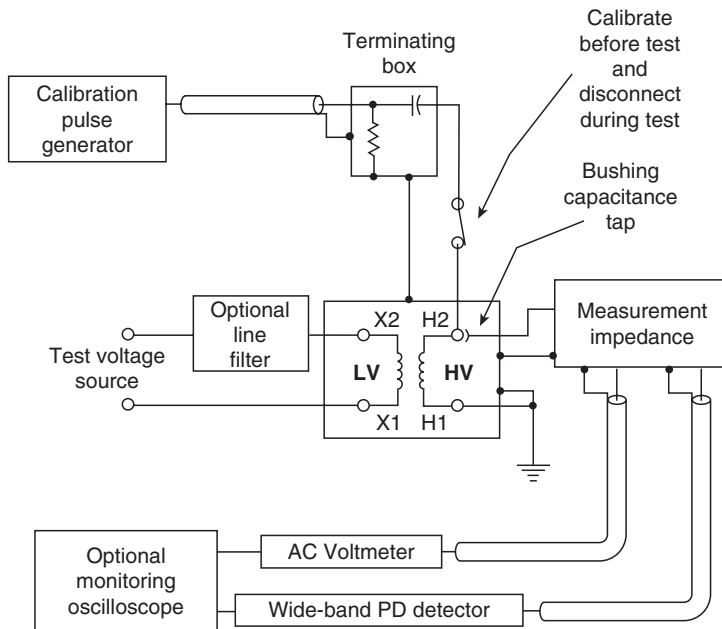 Calibration
pulse
generator
Terminating
box
Calibrate
before test
and
disconnect
during test
Bushing
capacitance
tap
Optional
line
filter
Test voltage
source
X2
H2
LV
HV
X1
H1
Measurement
impedance
Optional
monitoring
oscilloscope
AC Voltmeter
Wide-band PD detector